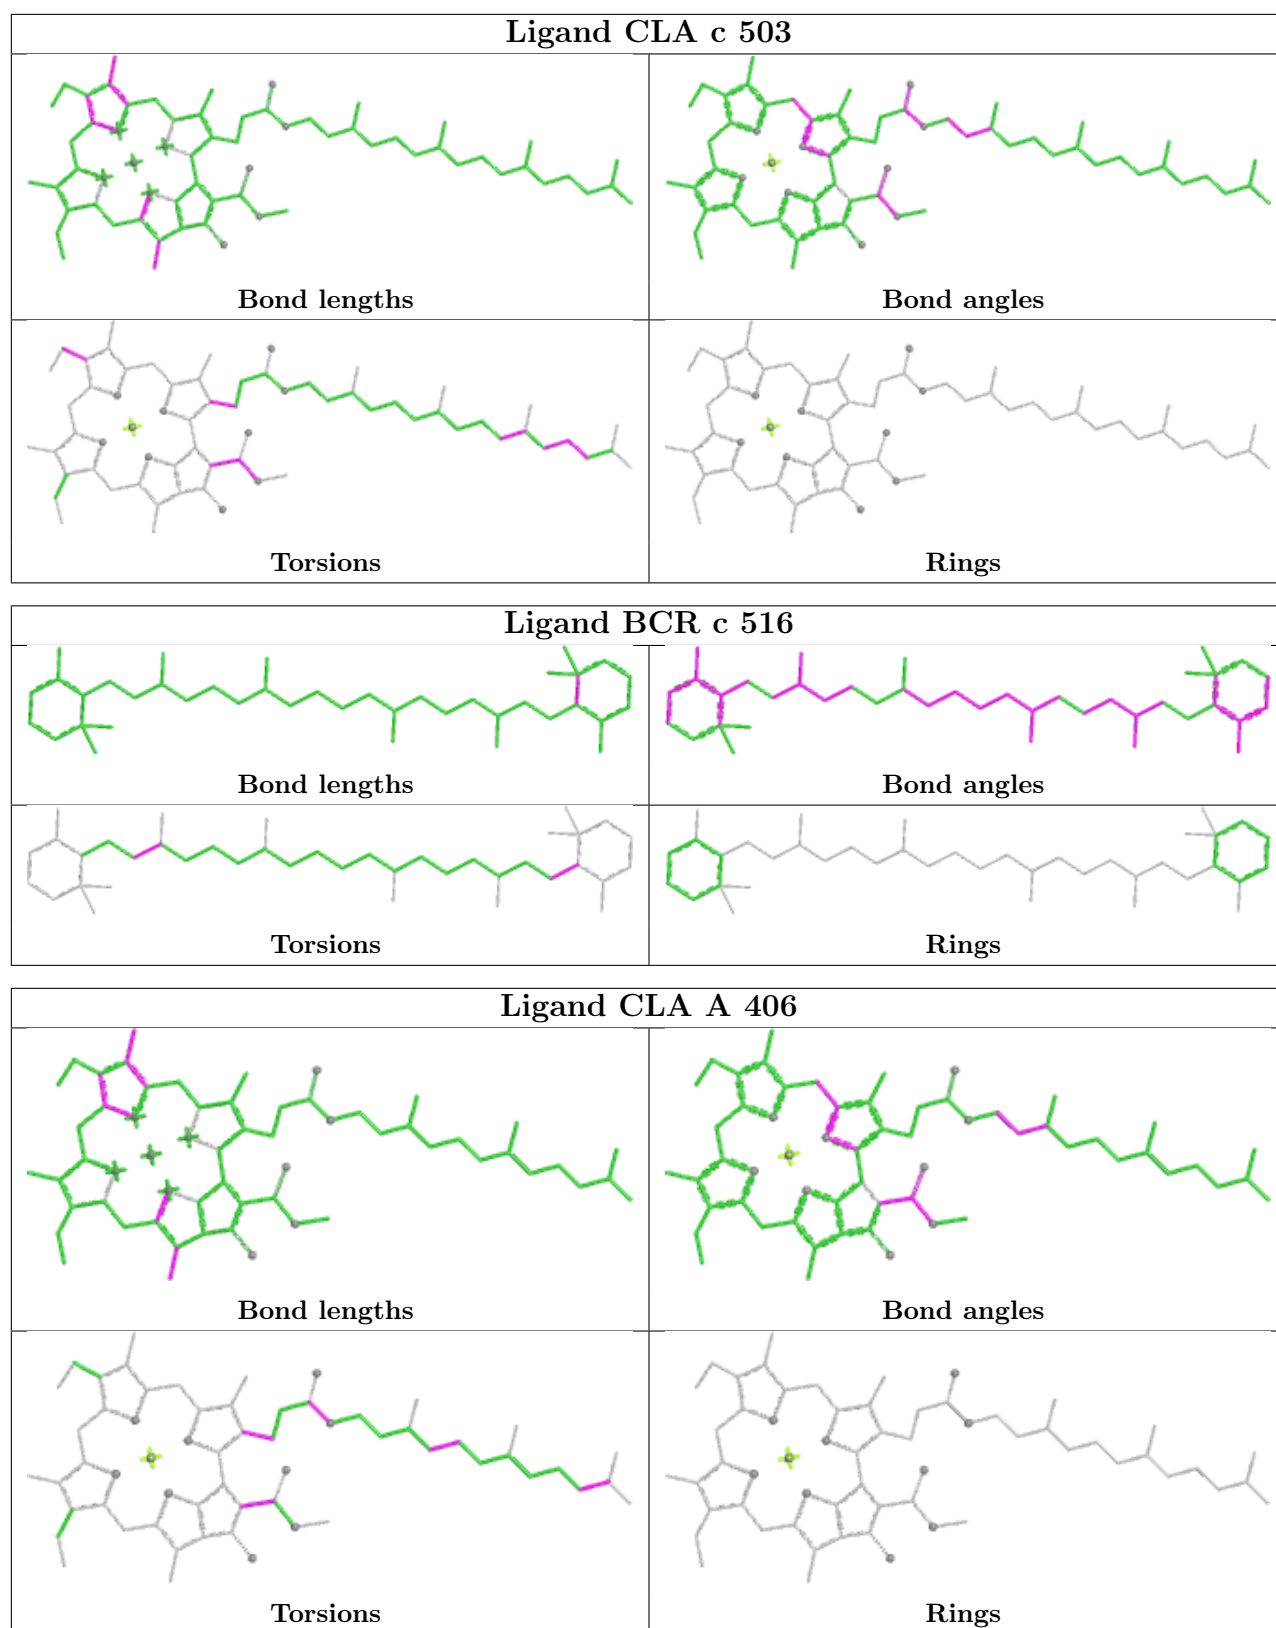 Ligand CLA c 503
Bond lengths
Bond angles
Torsions
Rings
Ligand BCR c 516
Bond lengths
Bond angles
Torsions
Rings
Ligand CLA A 406
Bond lengths
Bond angles
Torsions
Rings